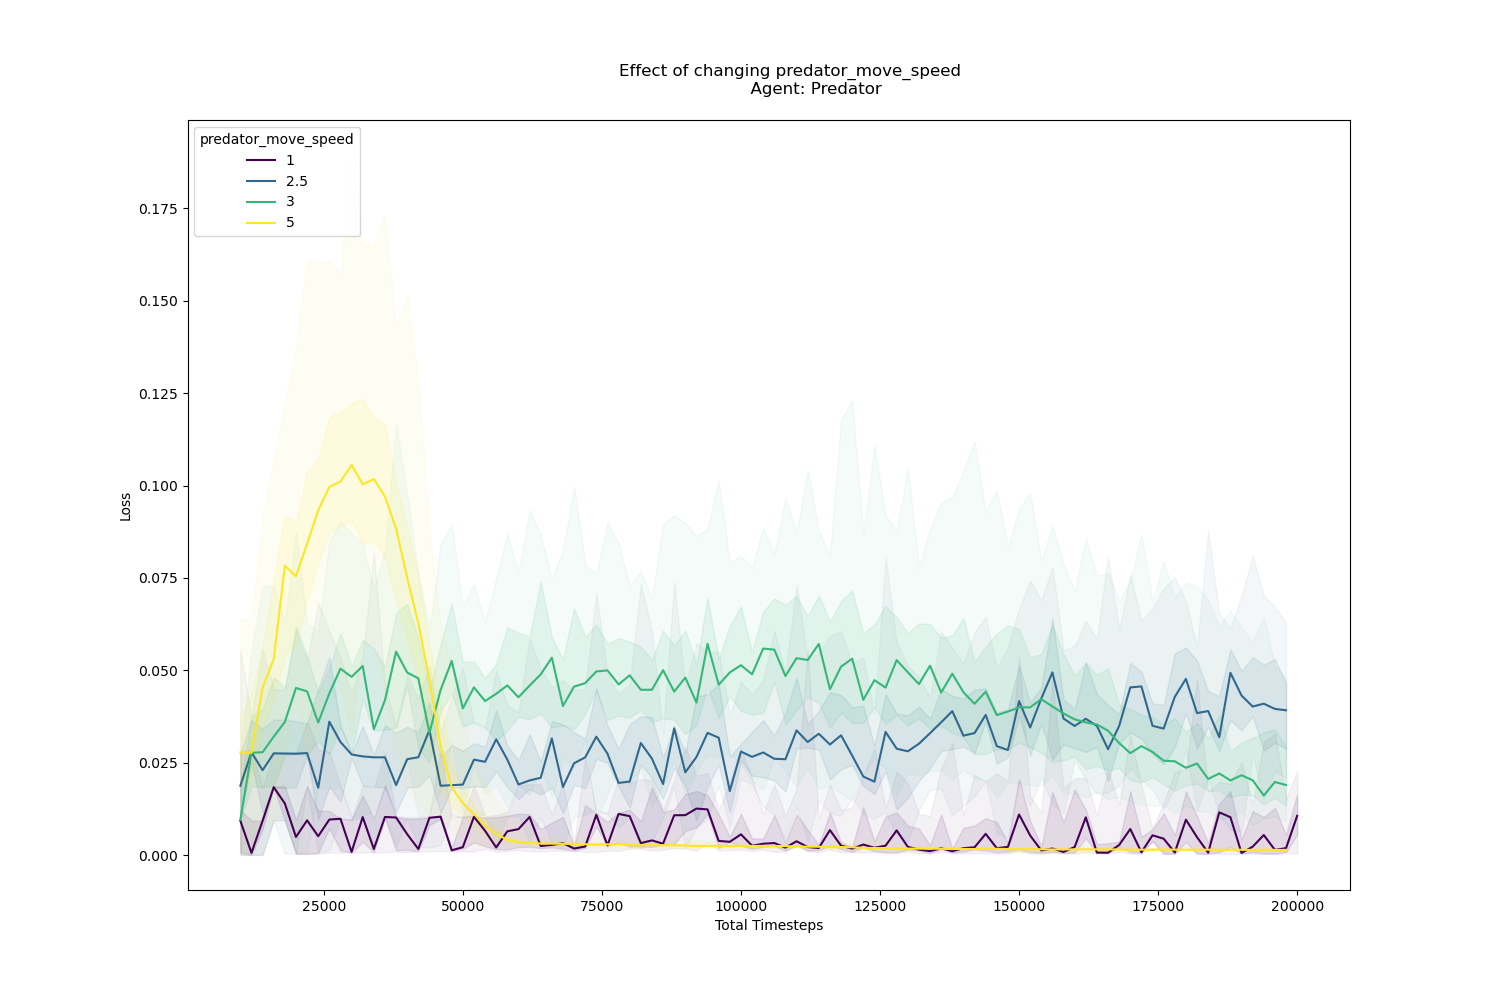 Effect of changing predator_move_speed
Agent: Predator
predator_move_speed
1
2.5
3
5
0.175
0.150
0.125
0.100
0.075
0.050
0.025
0.000
Loss
25000 50000 75000 100000 125000 150000 175000 200000
Total Timesteps